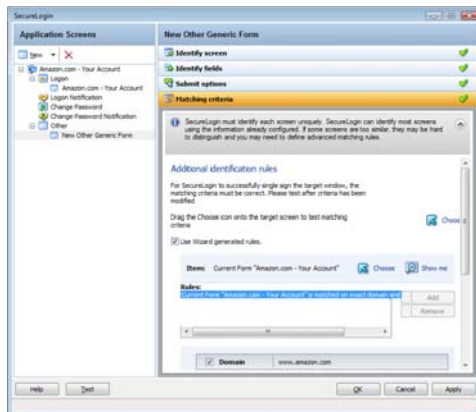 SecureLogin
Application Screens
New Other Generic Form
New
Identify screen
Identify fields
Submit options
Matching criteria
Amazon.com - Your Account
Logon
Amazon.com - Your Account
Logon Notification
Change Password
Change Password Notification
Other
New Other Generic Form
SecureLogin must identify each screen uniquely. SecureLogin can identify most screens
using the information already configured. If some screens are too similar, they may be hard
to distinguish and you may need to define advanced matching rules.
Additional identification rules
For SecureLogin to successfully single sign the target window, the
matching criteria must be correct. Please test after criteria has been
modified
Drag the Choose icon onto the target screen to test matching
criteria
Choose
Use Wizard generated rules.
Item: Current Form "Amazon.com - Your Account" Choose Show me
Rules:
Current Form "Amazon.com - Your Account" is matched on exact domain and
Add
Remove
Domain www.amazon.com
Help Test OK Cancel Apply